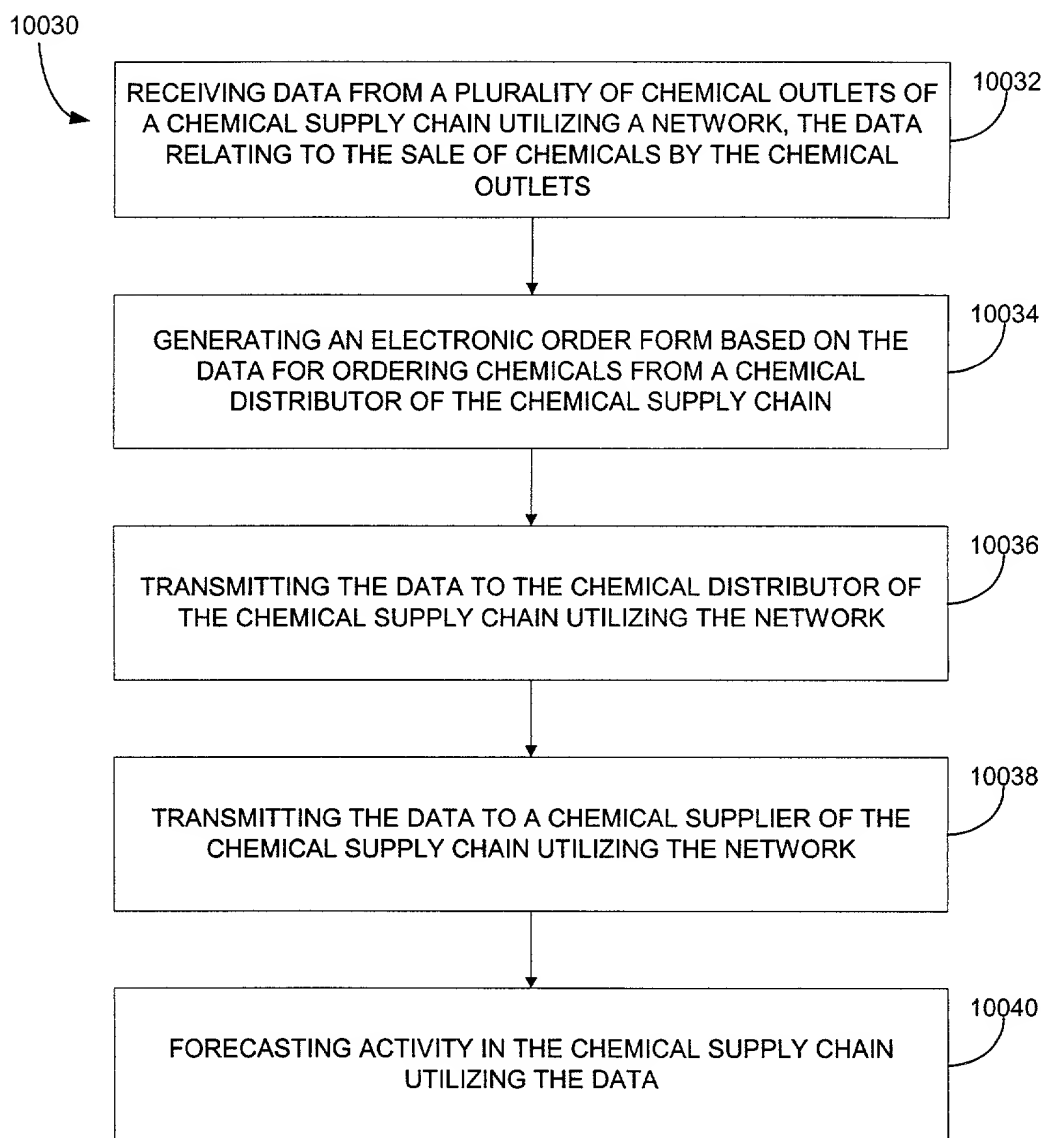 10030
RECEIVING DATA FROM A PLURALITY OF CHEMICAL OUTLETS OF
A CHEMICAL SUPPLY CHAIN UTILIZING A NETWORK, THE DATA
RELATING TO THE SALE OF CHEMICALS BY THE CHEMICAL
OUTLETS
10032
GENERATING AN ELECTRONIC ORDER FORM BASED ON THE
DATA FOR ORDERING CHEMICALS FROM A CHEMICAL
DISTRIBUTOR OF THE CHEMICAL SUPPLY CHAIN
10034
TRANSMITTING THE DATA TO THE CHEMICAL DISTRIBUTOR OF
THE CHEMICAL SUPPLY CHAIN UTILIZING THE NETWORK
10036
TRANSMITTING THE DATA TO A CHEMICAL SUPPLIER OF THE
CHEMICAL SUPPLY CHAIN UTILIZING THE NETWORK
10038
FORECASTING ACTIVITY IN THE CHEMICAL SUPPLY CHAIN
UTILIZING THE DATA
10040